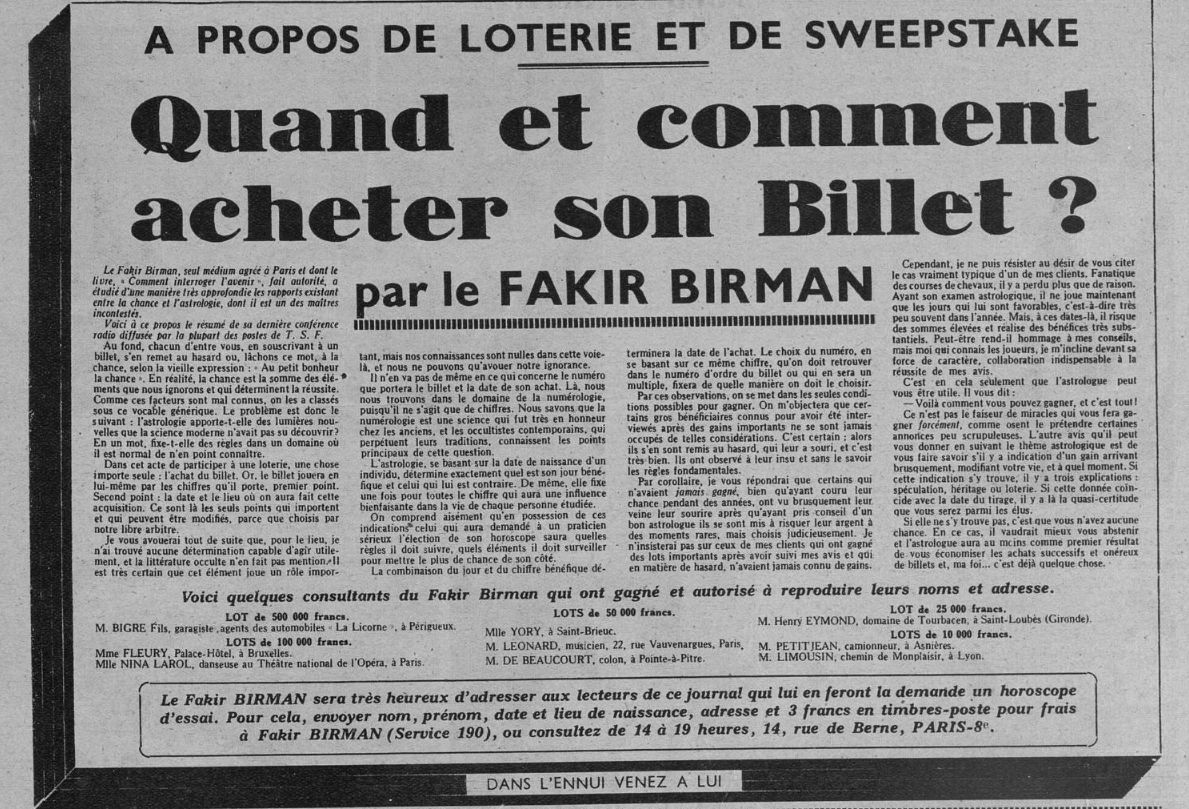 A PROPOS DE LOTERIE ET DE SWEEPSTAKE
Quand et comment
acheter son Billet ?
par le FAKIR BIRMAN
Le Fakir Birman, seul médium agréé à Paris et dont le
livre, « Comment interroger l'avenir », fait autorité, a
étudié d'une manière très approfondie les rapports existant
entre la chance et l'astrologie, dont il est un des maîtres
incontestés.
Voici à ce propos le résumé de sa dernière conférence
radio diffusée par la plupart des postes de T. S. F.
Au fond, chacun d'entre vous, en souscrivant à un
billet, s'en remet au hasard ou, lâchons ce mot, à la
chance, selon la vieille expression : « Au petit bonheur
la chance ». En réalité, la chance est la somme des élé-
ments que nous ignorons et qui déterminent la réussite.
Comme ces facteurs sont mal connus, on les a classés
sous ce vocable générique. Le problème est donc le
suivant : l'astrologie apporte-t-elle des lumières nou-
velles que la science moderne n'avait pas su découvrir ?
En un mot, fixe-t-elle des règles dans un domaine où
il est normal de n'en point connaître.
Dans cet acte de participer à une loterie, une chose
importe seule : l'achat du billet. Or, le billet jouera en
lui-même par les chiffres qu'il porte, premier point.
Second point : la date et le lieu où on aura fait cette
acquisition. Ce sont là les seuls points qui importent
et qui peuvent être modifiés, parce que choisis par
notre libre arbitre.
Je vous avouerai tout de suite que, pour le lieu, je
n'ai trouvé aucune détermination capable d'agir utile-
ment, et la littérature occulte n'en fait pas mention. Il
est très certain que cet élément joue un rôle impor-
tant, mais nos connaissances sont nulles dans cette voie-
là, et nous ne pouvons qu'avouer notre ignorance.
Il n'en va pas de même en ce qui concerne le numéro
que portera le billet et la date de son achat. Là, nous
nous trouvons dans le domaine de la numérologie,
puisqu'il ne s'agit que de chiffres. Nous savons que la
numérologie est une science qui fut très en honneur
chez les anciens, et les occultistes contemporains, qui
perpétuent leurs traditions, connaissent les points
principaux de cette question.
L'astrologie, se basant sur la date de naissance d'un
individu, détermine exactement quel est son jour béné-
fique et celui qui lui est contraire. De même, elle fixe
une fois pour toutes le chiffre qui aura une influence
bienfaisante dans la vie de chaque personne étudiée.
On comprend aisément qu'en possession de ces
indications celui qui aura demandé à un praticien
sérieux l'élection de son horoscope saura quelles
règles il doit suivre, quels éléments il doit surveiller
pour mettre le plus de chance de son côté.
La combinaison du jour et du chiffre bénéfique dé-
terminera la date de l'achat. Le choix du numéro, en
se basant sur ce même chiffre, qu'on doit retrouver
dans le numéro d'ordre du billet ou qui en sera un
multiple, fixera de quelle manière on doit le choisir.
Par ces observations, on se met dans les seules condi-
tions possibles pour gagner. On m'objectera que cer-
tains gros bénéficiaires connus pour avoir été inter-
viewés après des gains importants ne se sont jamais
occupés de telles considérations. C'est certain ; alors
ils s'en sont remis au hasard, qui leur a souri, et c'est
très bien. Ils ont observé à leur insu et sans le savoir
les règles fondamentales.
Par corollaire, je vous répondrai que certains qui
n'avaient jamais gagné, bien qu'ayant couru leur
chance pendant des années, ont vu brusquement leur
veine leur sourire après qu'ayant pris conseil d'un
bon astrologue ils se sont mis à risquer leur argent à
des moments rares, mais choisis judicieusement. Je
n'insisterai pas sur ceux de mes clients qui ont gagné
des lots importants après avoir suivi mes avis et qui
en matière de hasard, n'avaient jamais connu de gains.
Cependant, je ne puis résister au désir de vous citer
le cas vraiment typique d'un de mes clients. Fanatique
des courses de chevaux, il y a perdu plus que de raison.
Ayant son examen astrologique, il ne joue maintenant
que les jours qui lui sont favorables, c'est-à-dire très
peu souvent dans l'année. Mais, à ces dates-là, il risque
des sommes élevées et réalise des bénéfices très subs-
tantiels. Peut-être rend-il hommage à mes conseils,
mais moi qui connais les joueurs, je m'incline devant sa
force de caractère, collaboration indispensable à la
réussite de mes avis.
C'est en cela seulement que l'astrologue peut
vous être utile. Il vous dit :
— Voilà comment vous pouvez gagner, et c'est tout !
Ce n'est pas le faiseur de miracles qui vous fera ga-
gner forcément, comme osent le prétendre certaines
annonces peu scrupuleuses. L'autre avis qu'il peut
vous donner en suivant le thème astrologique est de
vous faire savoir s'il y a indication d'un gain arrivant
brusquement, modifiant votre vie, et à quel moment. Si
cette indication s'y trouve, il y a trois explications :
spéculation, héritage ou loterie. Si cette donnée coïn-
cide avec la date du tirage, il y a là la quasi-certitude
que vous serez parmi les élus.
Si elle ne s'y trouve pas, c'est que vous n'avez aucune
chance. En ce cas, il vaudrait mieux vous abstenir
et l'astrologue aura au moins comme premier résultat
de vous économiser les achats successifs et onéreux
de billets et, ma foi... c'est déjà quelque chose.
Voici quelques consultants du Fakir Birman qui ont gagné et autorisé à reproduire leurs noms et adresse.
LOT de 500 000 francs.
M. BIGRE Fils, garagiste, agents des automobiles « La Licorne », à Périgueux.
LOTS de 100 000 francs.
Mme FLEURY, Palace-Hôtel, à Bruxelles.
Mlle NINA LAROL, danseuse au Théâtre national de l'Opéra, à Paris.
LOTS de 50 000 francs.
Mlle YORY, à Saint-Brieuc.
M. LEONARD, musicien, 22, rue Vauvenargues, Paris,
M. DE BEAUCOURT, colon, à Pointe-à-Pitre.
LOT de 25 000 francs.
M. Henry EYMOND, domaine de Tourbacen, à Saint-Loubès (Gironde).
LOTS de 10 000 francs.
M. PETITJEAN, camionneur, à Asnières.
M. LIMOUSIN, chemin de Monplaisir, à Lyon.
Le Fakir BIRMAN sera très heureux d'adresser aux lecteurs de ce journal qui lui en feront la demande un horoscope
d'essai. Pour cela, envoyer nom, prénom, date et lieu de naissance, adresse et 3 francs en timbres-poste pour frais
à Fakir BIRMAN (Service 190), ou consultez de 14 à 19 heures, 14, rue de Berne, PARIS-8e.
DANS L'ENNUI VENEZ A LUI